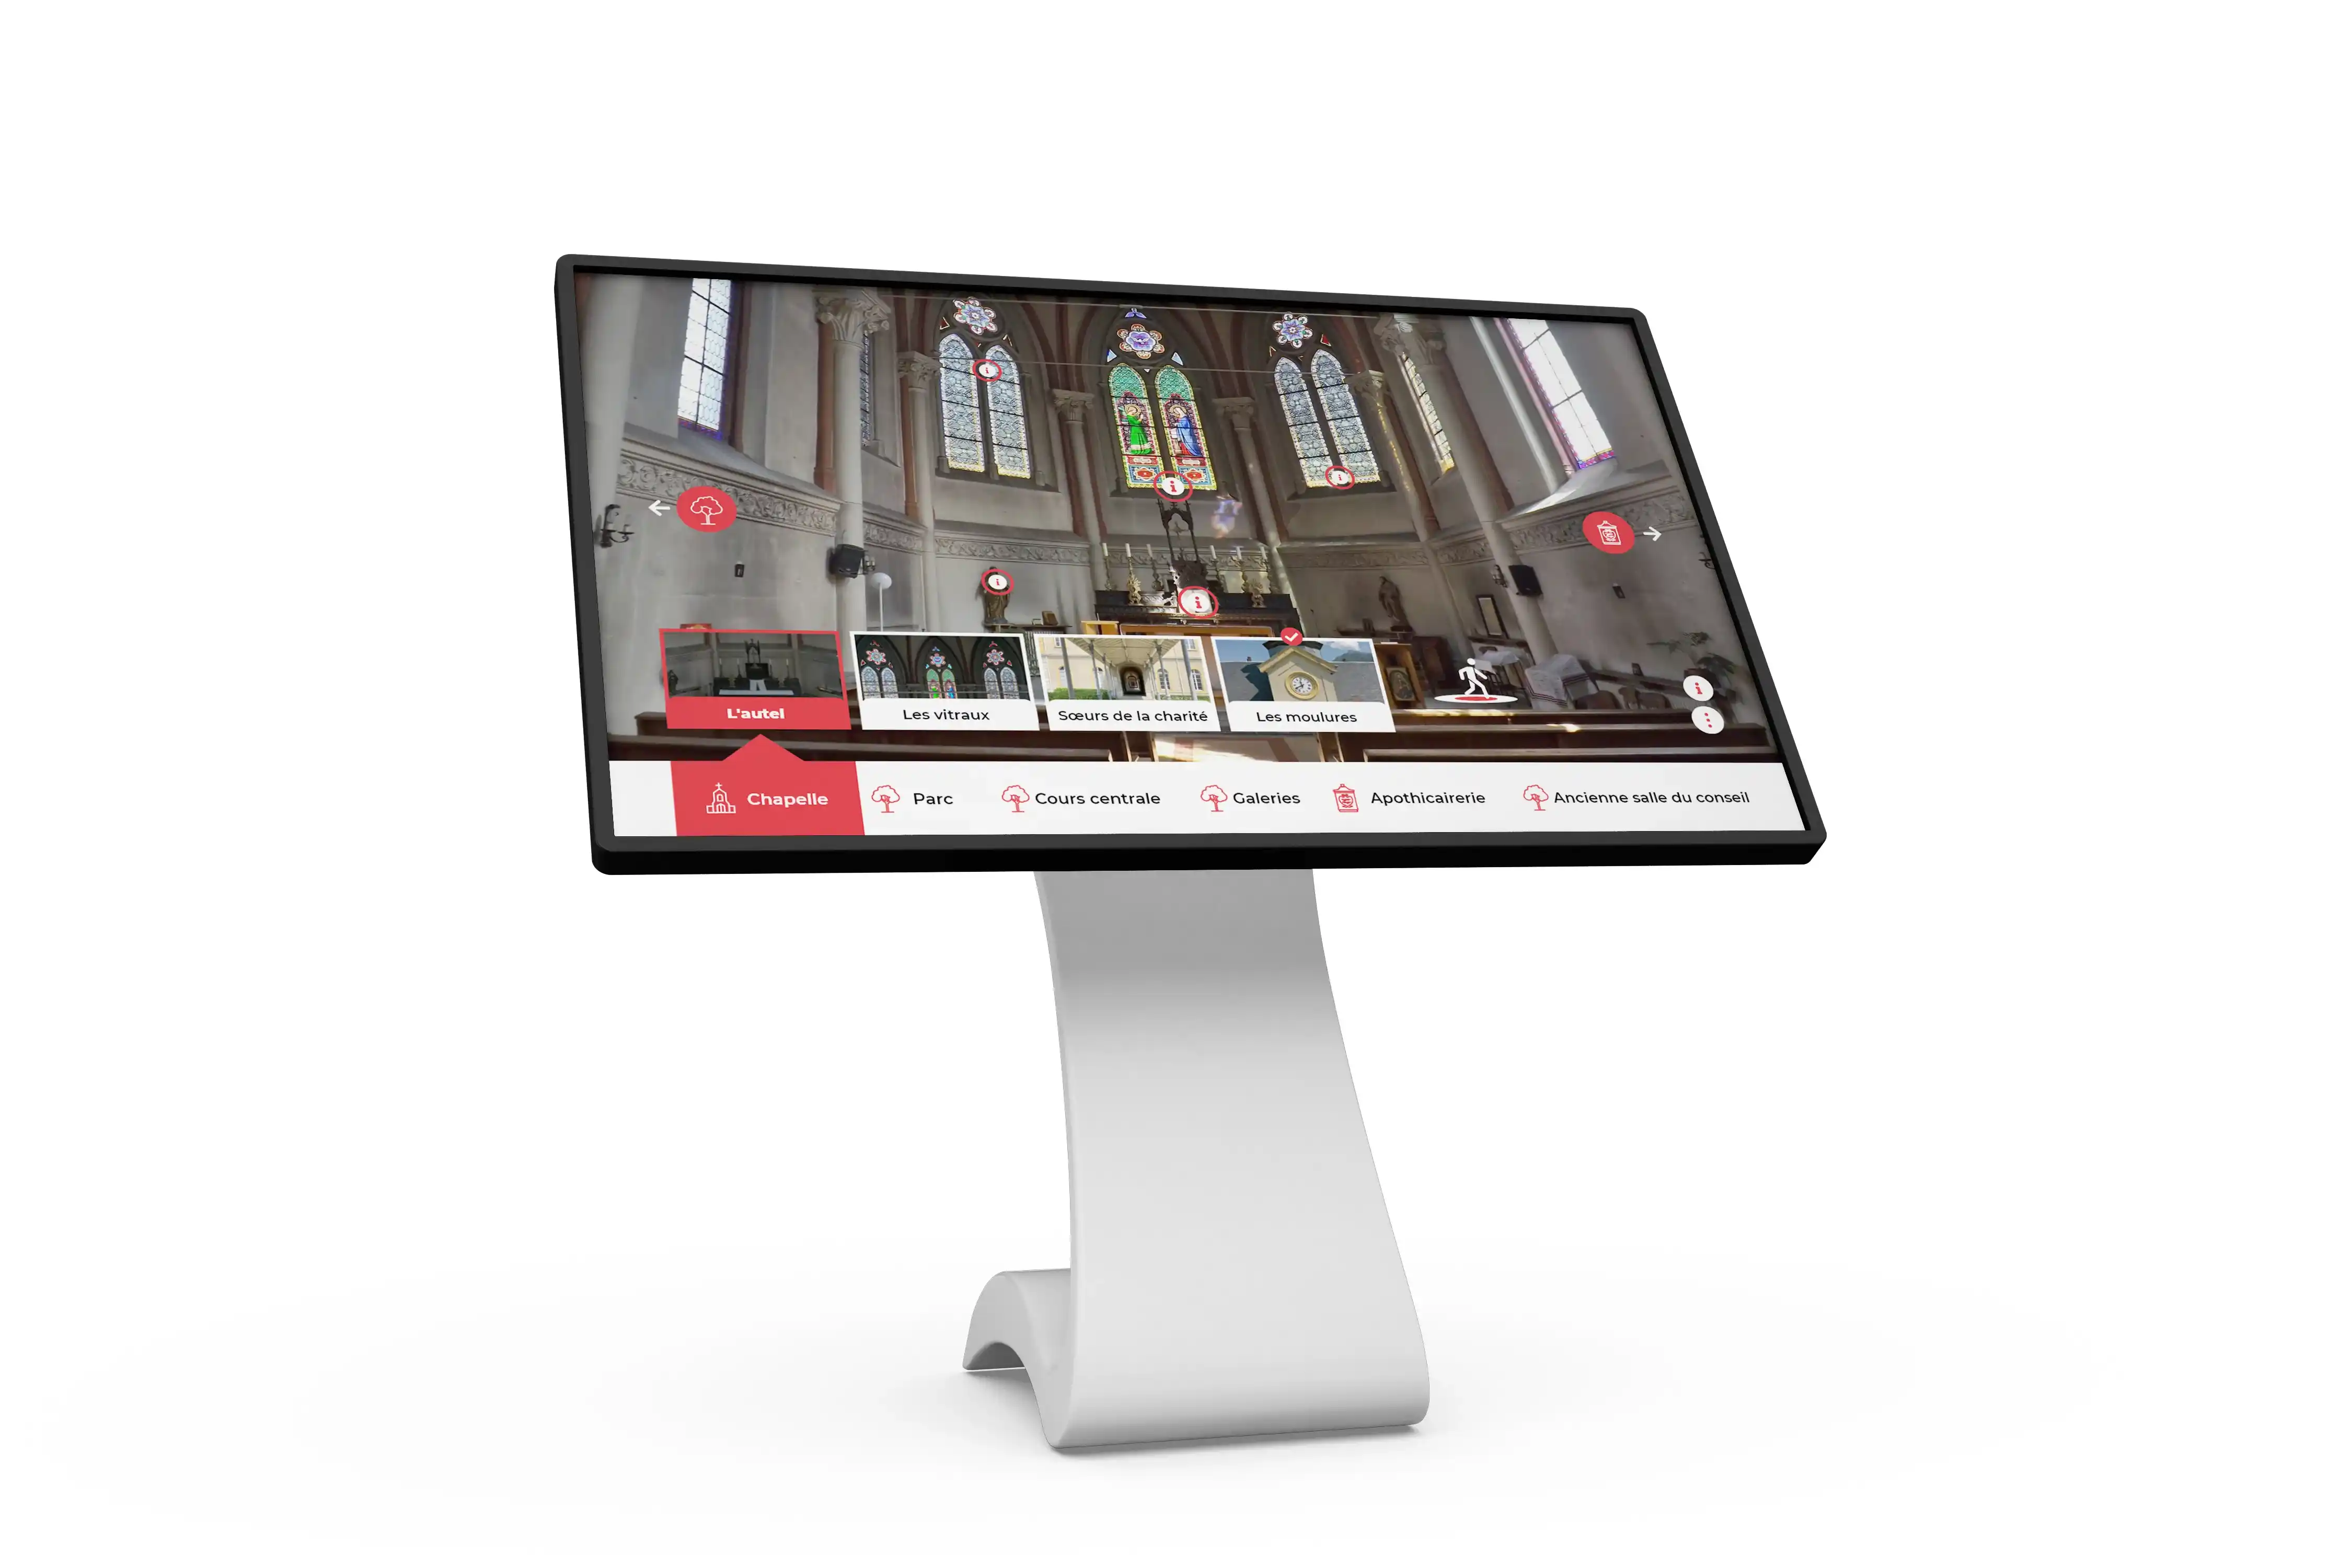 L'autel
Les vitraux
Sœurs de la charité
Les moulures
Chapelle
Parc
Cours centrale
Galeries
Apothicairerie
Ancienne salle du conseil